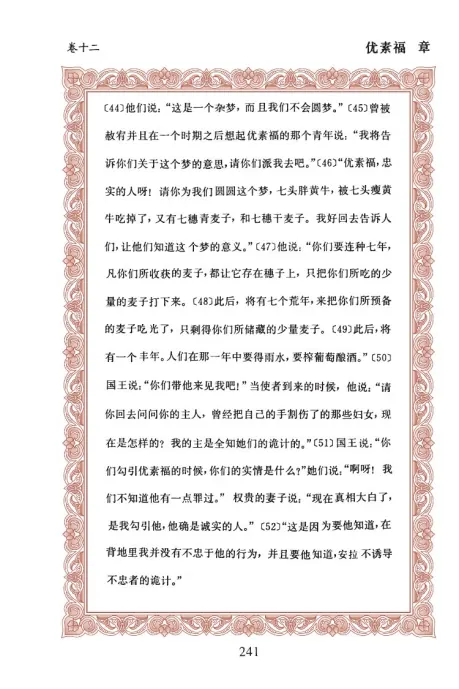 卷十二
优素福 章
(44)他们说：“这是一个杂梦，而且我们不会圆梦。”(45)曾被
赦宥并且在一个时期之后想起优素福的那个青年说：“我将告
诉你们关于这个梦的意思，请你们派我去吧。”(46)“优素福，忠
实的人呀！请你为我们圆圆这个梦，七头胖黄牛，被七头瘦黄
牛吃掉了，又有七穗青麦子，和七穗干麦子。我好回去告诉人
们，让他们知道这个梦的意义。”(47)他说：“你们要连种七年，
凡你们所收获的麦子，都让它存在穗子上，只把你们所吃的少
量的麦子打下来。(48)此后，将有七个荒年，来把你们所预备
的麦子吃光了，只剩得你们所储藏的少量麦子。(49)此后，将
有一个丰年。人们在那一年中要得雨水，要榨葡萄酿酒。”(50)
国王说：“你们带他来见我吧！”当使者到来的时候，他说：“请
你回去问问你的主人，曾经把自己的手割伤了的那些妇女，现
在是怎样的？我的主是全知她们的诡计的。”(51)国王说：“你
们勾引优素福的时候，你们的实情是什么？”她们说：“啊呀！我
们不知道他有一点罪过。”权贵的妻子说：“现在真相大白了，
是我勾引他，他确是诚实的人。”(52)“这是因为要他知道，在
背地里我并没有不忠于他的行为，并且要他知道，安拉不诱导
不忠者的诡计。”
241